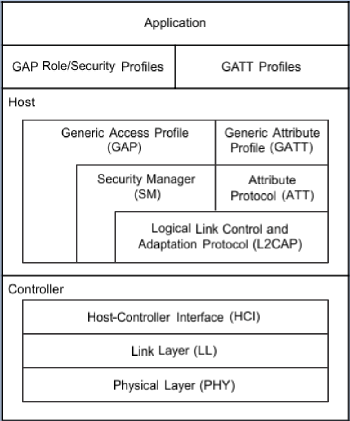 Application
GAP Role/Security Profiles
GATT Profiles
Host
Generic Access Profile
(GAP)
Generic Attribute
Profile (GATT)
Security Manager
(SM)
Attribute
Protocol (ATT)
Logical Link Control and
Adaptation Protocol (L2CAP)
Controller
Host-Controller Interface (HCI)
Link Layer (LL)
Physical Layer (PHY)